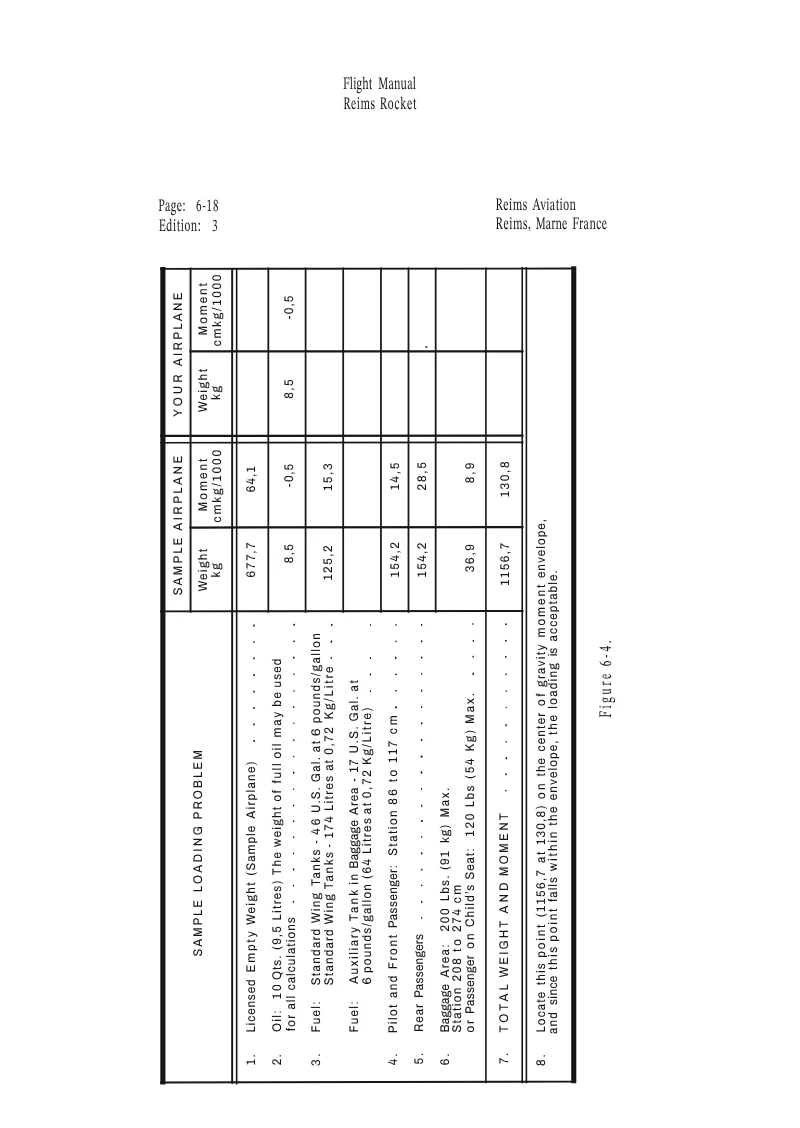 Flight Manual
Reims Rocket
Page: 6-18
Edition: 3
Reims Aviation
Reims, Marne France
SAMPLE LOADING PROBLEM
SAMPLE AIRPLANE
YOUR AIRPLANE
Weight
kg
Moment
cmkg/1000
Weight
kg
Moment
cmkg/1000
1. Licensed Empty Weight (Sample Airplane) . . . . . . . . 677,7 64,1
2. Oil: 10 Qts. (9,5 Litres) The weight of full oil may be used
for all calculations . . . . . . . . . . . . . . . . . . 8,5 -0,5 8,5 -0,5
3. Fuel: Standard Wing Tanks - 46 U.S. Gal. at 6 pounds/gallon
Standard Wing Tanks - 174 Litres at 0,72 Kg/Litre . . . 125,2 15,3
Fuel: Auxiliary Tank in Baggage Area - 17 U.S. Gal. at
6 pounds/gallon (64 Litres at 0,72 Kg/Litre) . . . .
4. Pilot and Front Passenger: Station 86 to 117 cm . . . . . . 154,2 14,5
5. Rear Passengers . . . . . . . . . . . . . . . . . 154,2 28,5
6. Baggage Area: 200 Lbs. (91 kg) Max.
Station 208 to 274 cm
or Passenger on Child's Seat: 120 Lbs (54 Kg) Max. . . . . 36,9 8,9
7. TOTAL WEIGHT AND MOMENT . . . . . . . . . . 1156,7 130,8
8. Locate this point (1156,7 at 130,8) on the center of gravity moment envelope,
and since this point falls within the envelope, the loading is acceptable.
Figure 6-4.